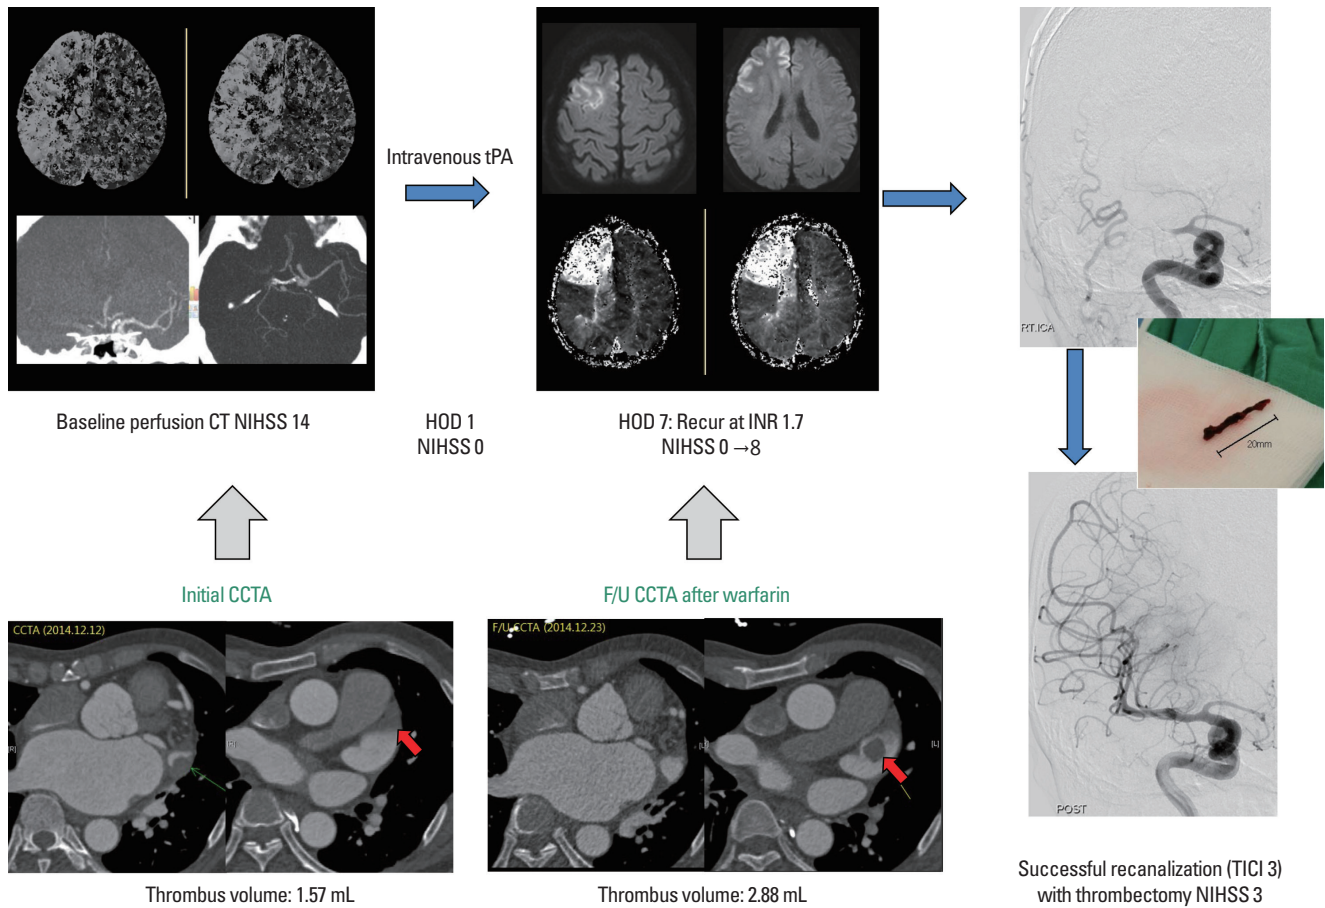 Intravenous tPA
Baseline perfusion CT NIHSS 14
HOD 1
NIHSS 0
HOD 7: Recur at INR 1.7
NIHSS 0 → 8
RT.ICA
20mm
Initial CCTA
F/U CCTA after warfarin
CCTA (2014.12.12)
[R]
[R]
F/U CCTA (2014.12.23)
[L]
[L]
POST
Thrombus volume: 1.57 mL
Thrombus volume: 2.88 mL
Successful recanalization (TICI 3)
with thrombectomy NIHSS 3